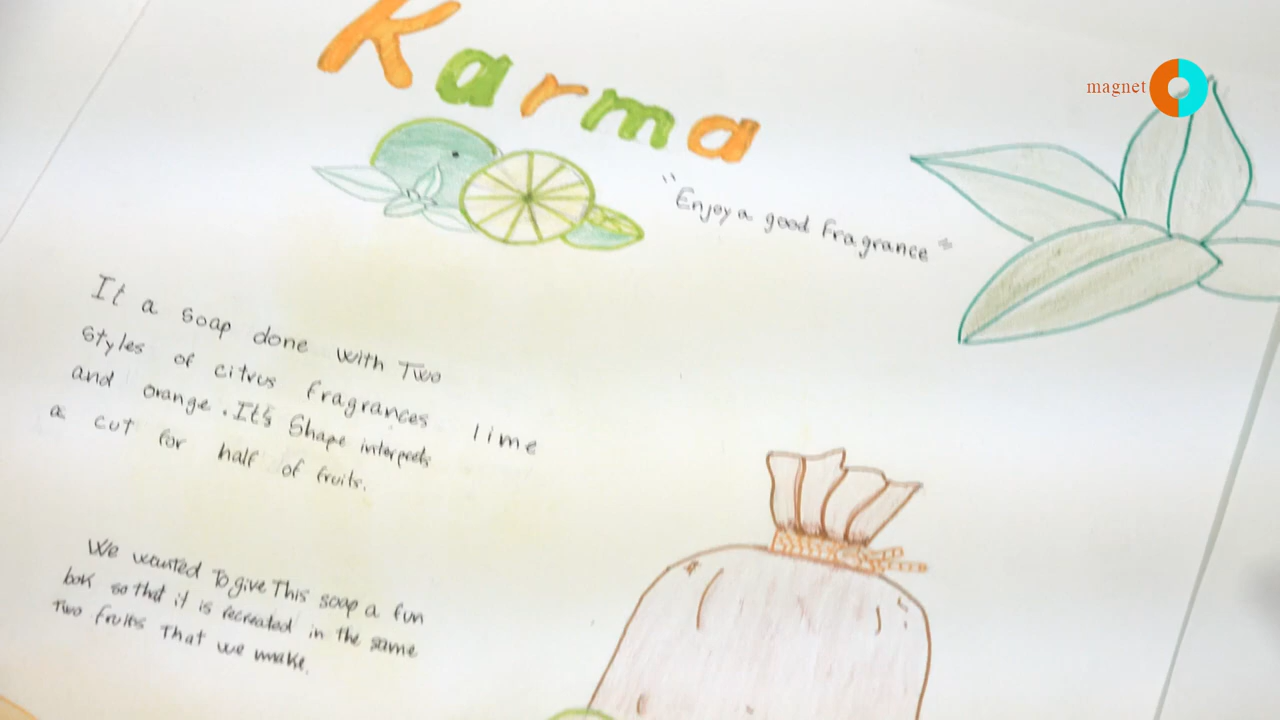 Karma
magnet
"Enjoy a good fragrance"
It a soap done with Two
styles of citrus fragrances lime
and orange. It's Shape interprets
a cut for half of fruits.
We wanted To give This soap a fun
so that it is recreated in the same
Two fruits That we make.